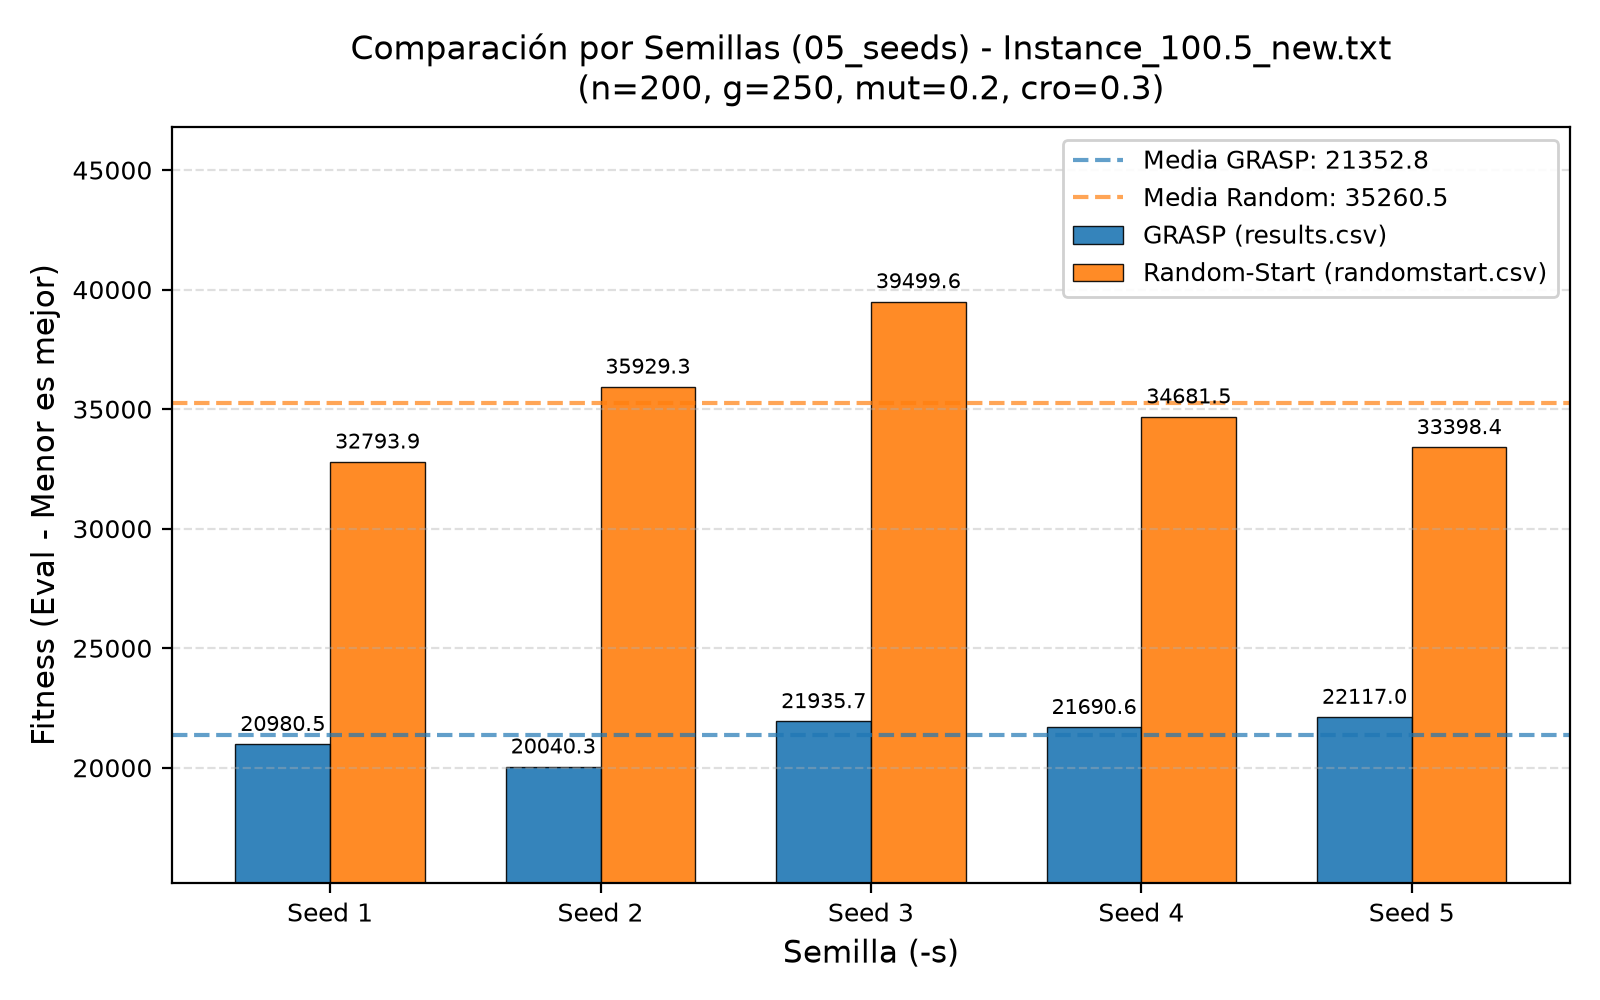 Comparación por Semillas (05_seeds) - Instance_100.5_new.txt
(n=200, g=250, mut=0.2, cro=0.3)
Media GRASP: 21352.8
Media Random: 35260.5
GRASP (results.csv)
Random-Start (randomstart.csv)
Fitness (Eval - Menor es mejor)
45000
40000
35000
30000
25000
20000
20980.5
32793.9
20040.3
35929.3
21935.7
39499.6
21690.6
34681.5
22117.0
33398.4
Seed 1
Seed 2
Seed 3
Seed 4
Seed 5
Semilla (-s)